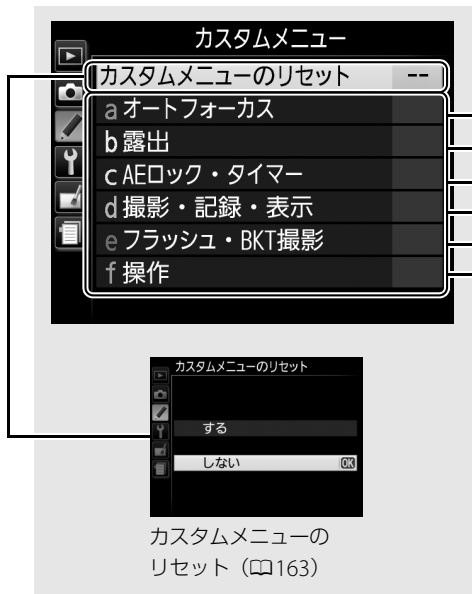 カスタムメニュー
カスタムメニューのリセット --
a オートフォーカス
b 露出
c AEロック・タイマー
d 撮影・記録・表示
e フラッシュ・BKT撮影
f 操作
カスタムメニューのリセット
する
しない OK
カスタムメニューの
リセット（163）